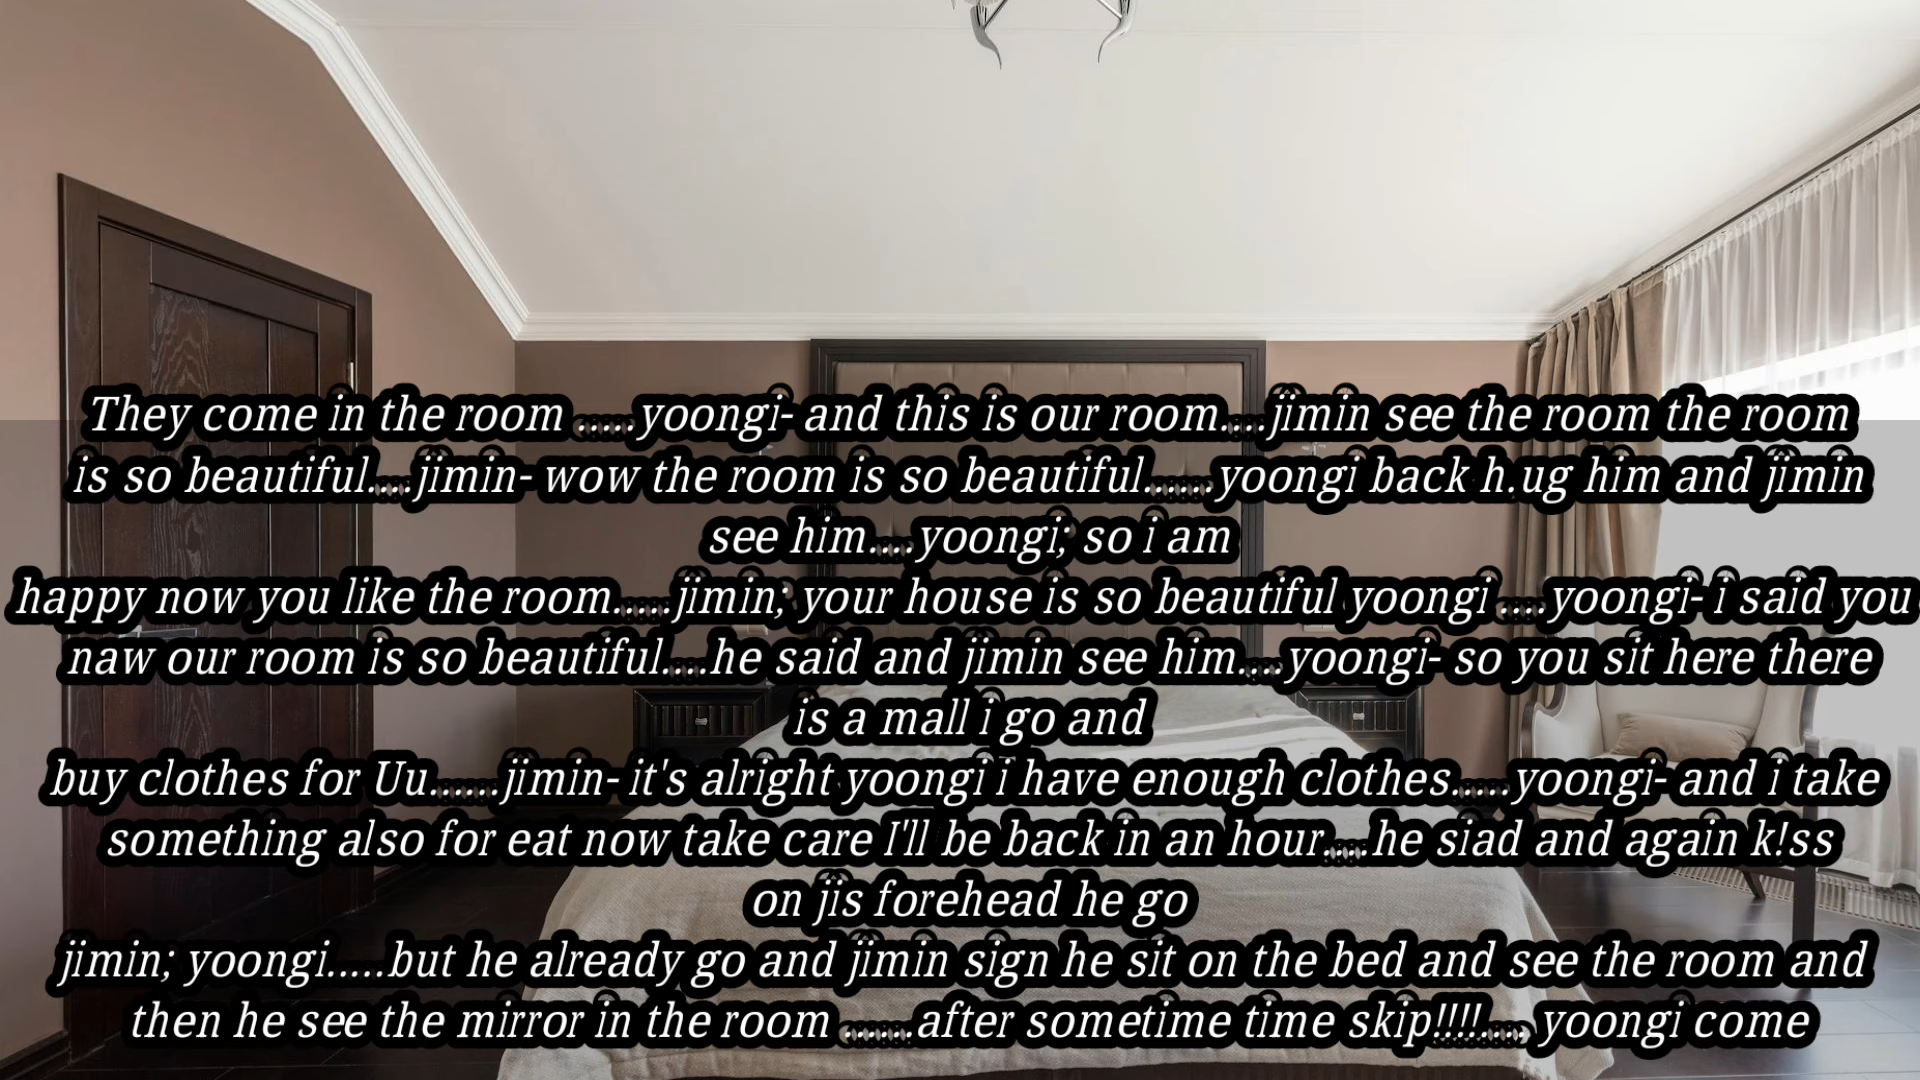 They come in the room ......yoongi- and this is our room.....jimin see the room the room
is so beautiful.....jimin- wow the room is so beautiful........yoongi back h.ug him and jimin
see him.....yoongi; so i am
happy now you like the room.......jimin; your house is so beautiful yoongi .....yoongi- i said you
naw our room is so beautiful.....he said and jimin see him.....yoongi- so you sit here there
is a mall i go and
buy clothes for Uu........jimin- it's alright yoongi i have enough clothes.......yoongi- and i take
something also for eat now take care I'll be back in an hour.....he siad and again k!ss
on jis forehead he go
jimin; yoongi.....but he already go and jimin sign he sit on the bed and see the room and
then he see the mirror in the room ........after sometime time skip!!!!....., yoongi come